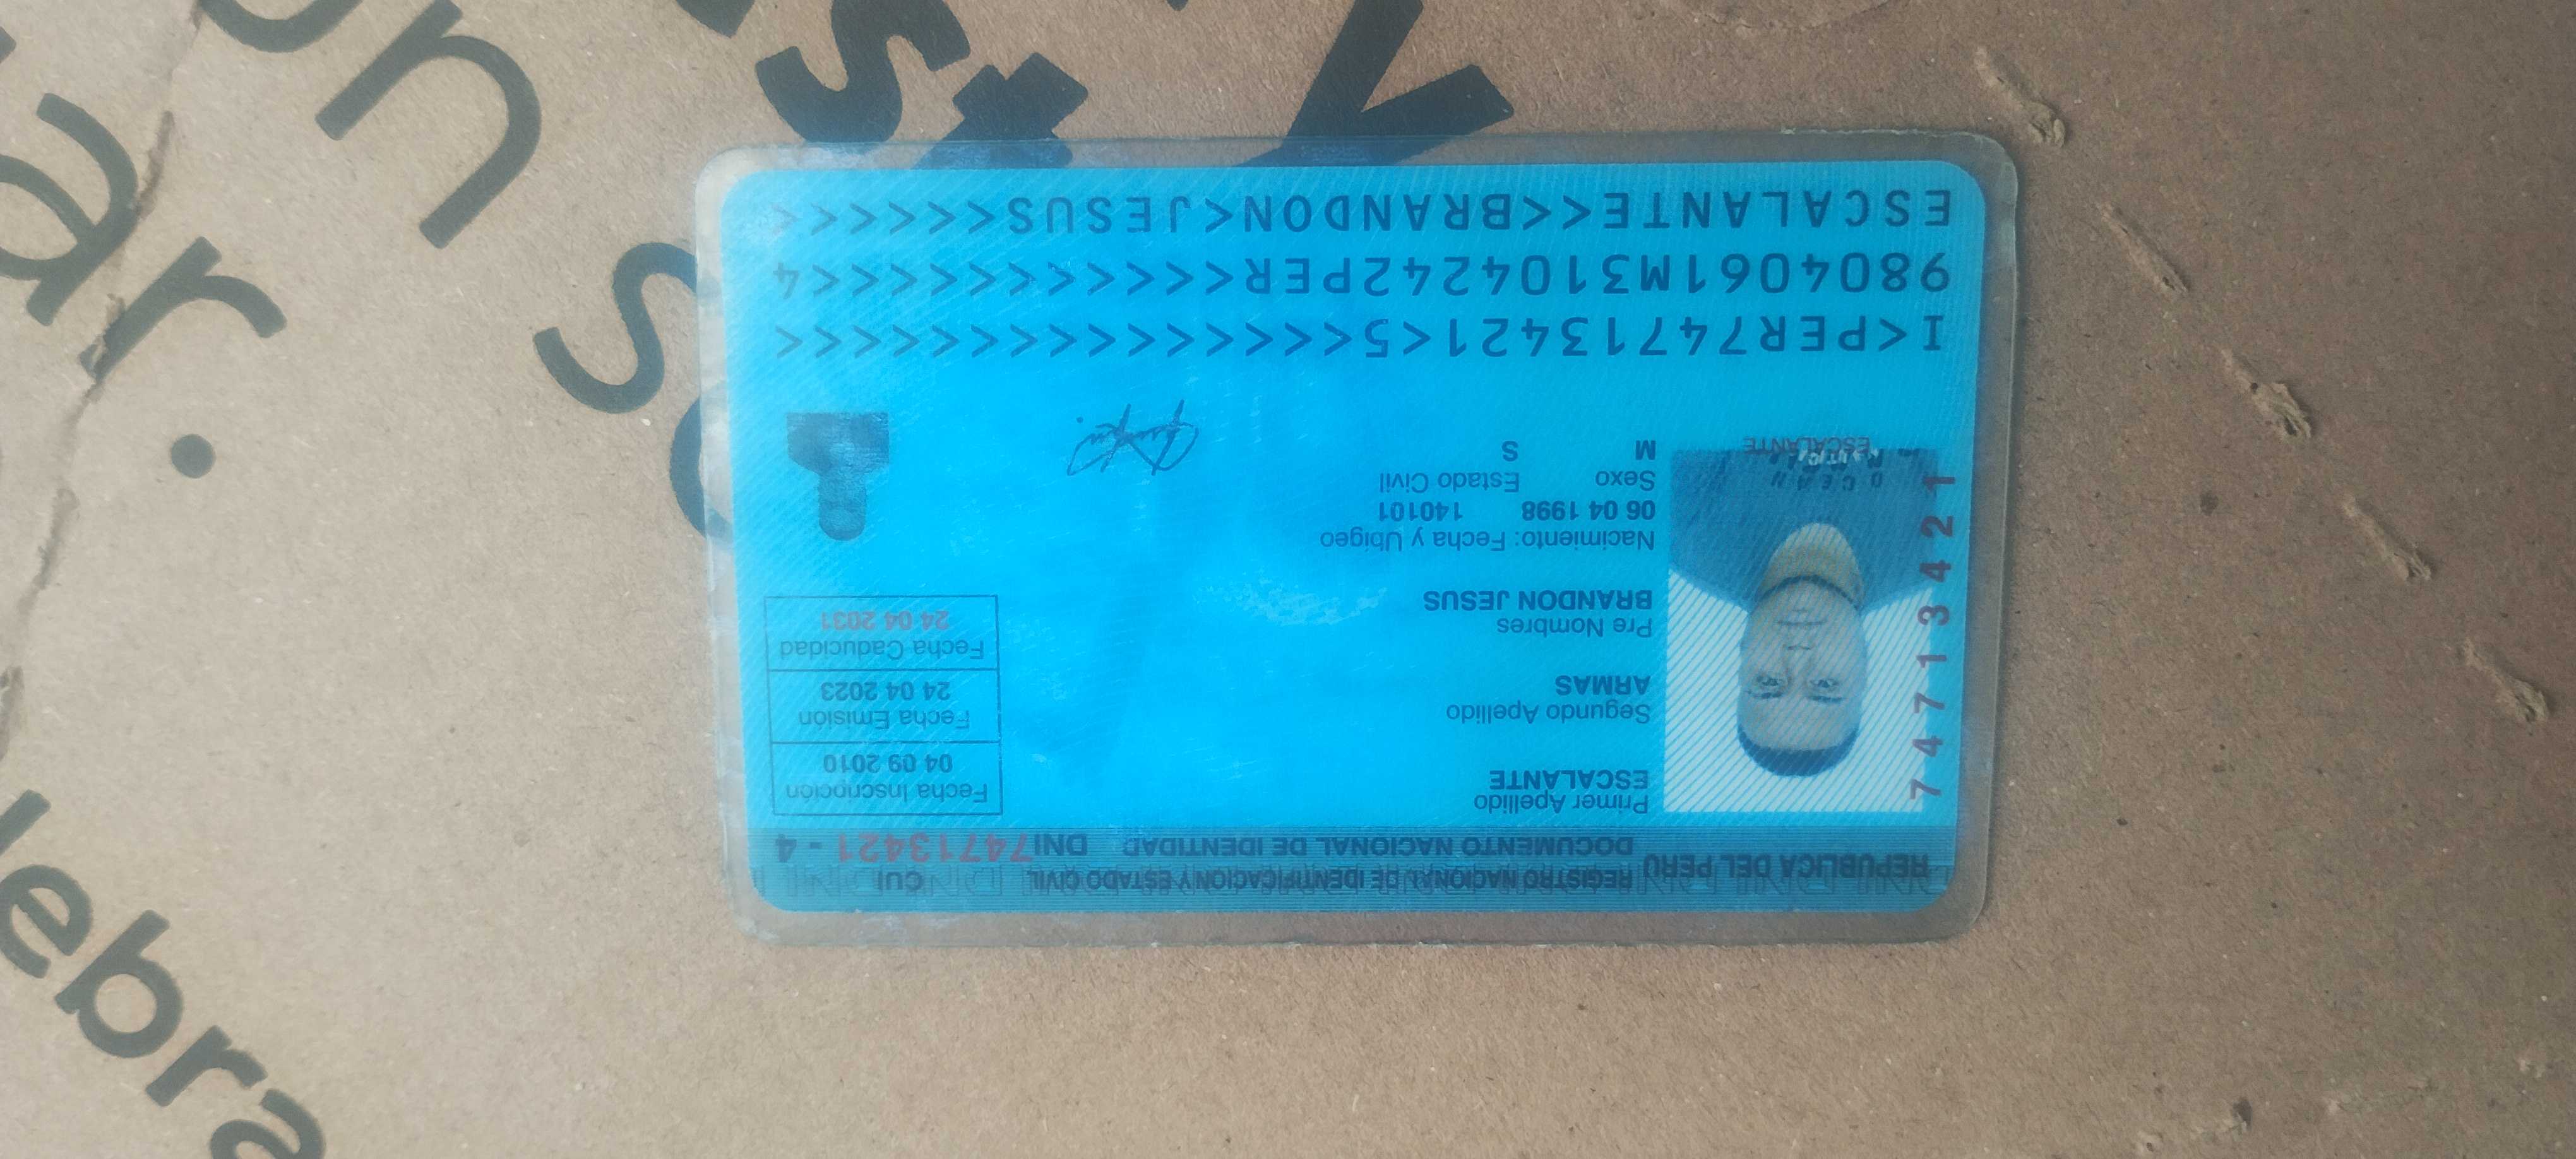 REPUBLICA DEL PERU
REGISTRO NACIONAL DE IDENTIFICACION Y ESTADO CIVIL
CUI
DOCUMENTO NACIONAL DE IDENTIDAD DNI 74713421 - 4
Primer Apellido
ESCALANTE
Segundo Apellido
ARMAS
Pre Nombres
BRANDON JESUS
Nacimiento: Fecha y Ubigeo
06 04 1998 140101
Sexo Estado Civil
M S
Fecha Inscripción
04 09 2010
Fecha Emisión
24 04 2023
Fecha Caducidad
24 04 2031
74713421
OCEAN
ESCALANTE
I<PER74713421<5<<<<<<<<<<<<<<<
9804061M3104242PER<<<<<<<<<<<4
ESCALANTE<<BRANDON<JESUS<<<<<<